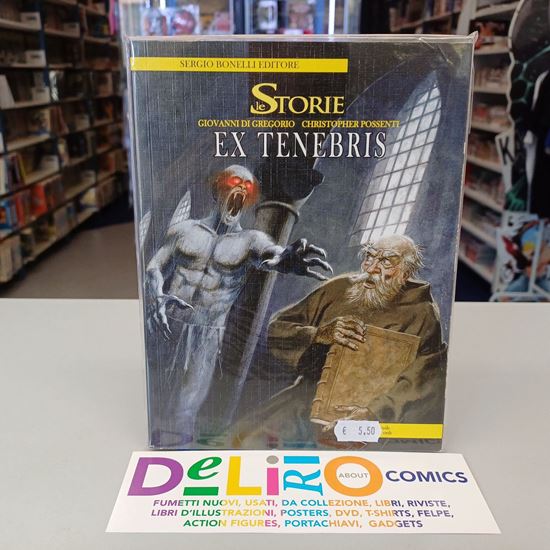 SERGIO BONELLI EDITORE
le STORIE
GIOVANNI DI GREGORIO CHRISTOPHER POSSENTI
EX TENEBRIS
€ 5,50
DeLiRiO ABOUT COMICS
FUMETTI NUOVI, USATI, DA COLLEZIONE, LIBRI, RIVISTE,
LIBRI D'ILLUSTRAZIONI, POSTERS, DVD, T-SHIRTS, FELPE,
ACTION FIGURES, PORTACHIAVI, GADGETS